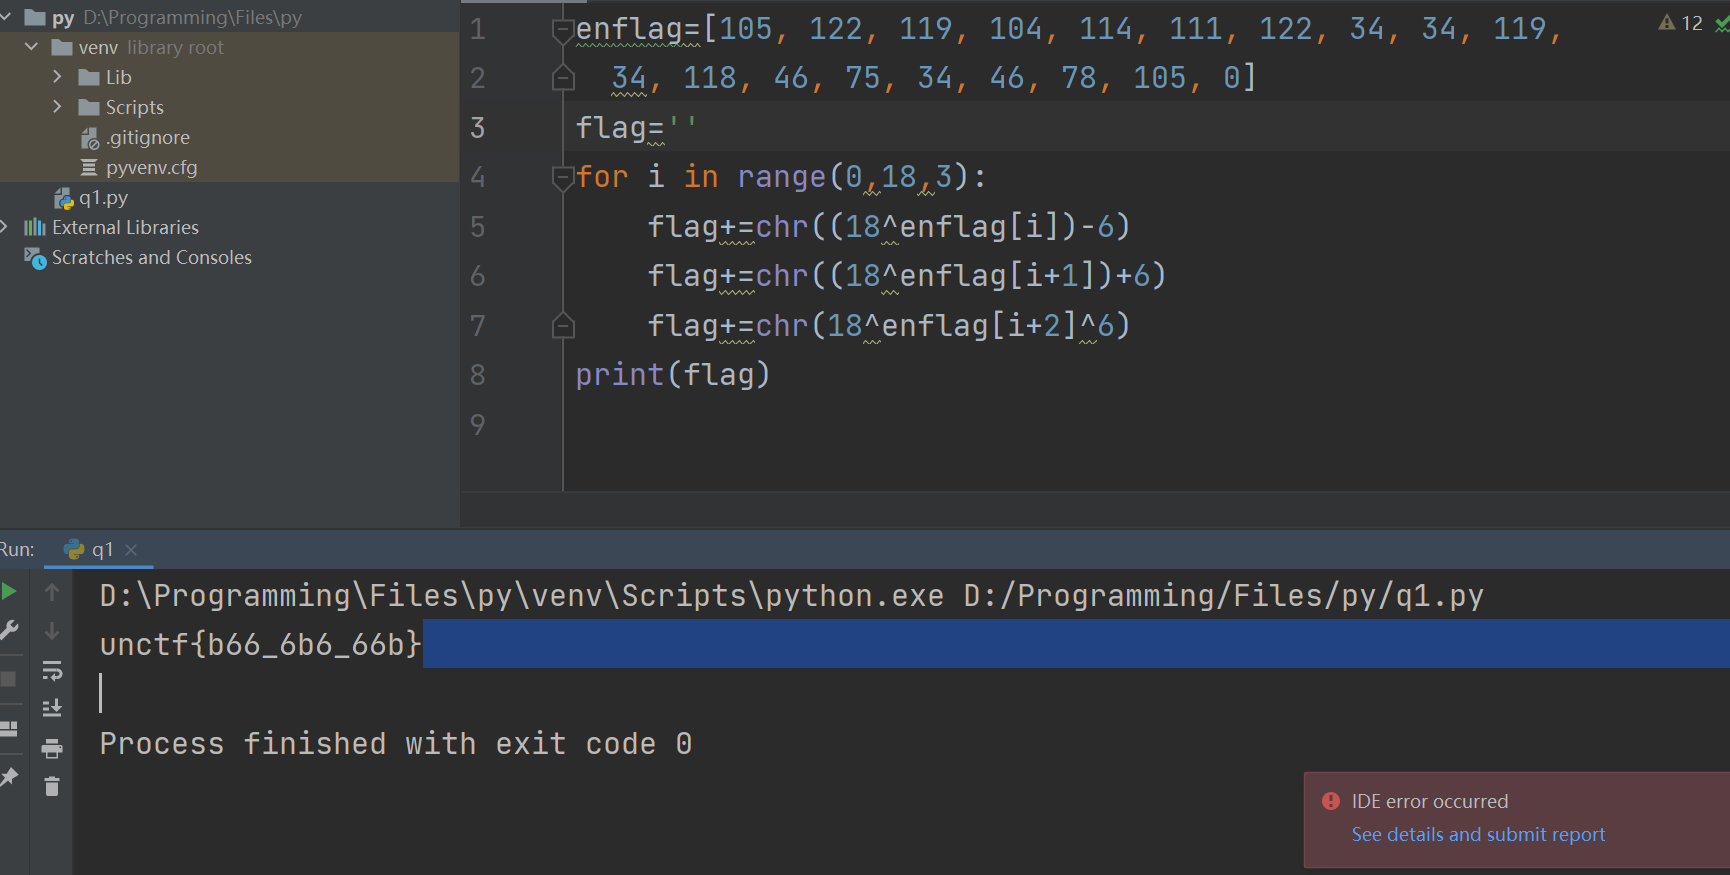 py D:\Programming\Files\py
venv library root
Lib
Scripts
.gitignore
pyvenv.cfg
q1.py
External Libraries
Scratches and Consoles
1 enflag=[105, 122, 119, 104, 114, 111, 122, 34, 34, 119,
2 34, 118, 46, 75, 34, 46, 78, 105, 0]
3 flag=''
4 for i in range(0,18,3):
5 flag+=chr((18^enflag[i])-6)
6 flag+=chr((18^enflag[i+1])+6)
7 flag+=chr(18^enflag[i+2]^6)
8 print(flag)
9
12
Run: q1
D:\Programming\Files\py\venv\Scripts\python.exe D:/Programming/Files/py/q1.py
unctf{b66_6b6_66b}
Process finished with exit code 0
IDE error occurred
See details and submit report